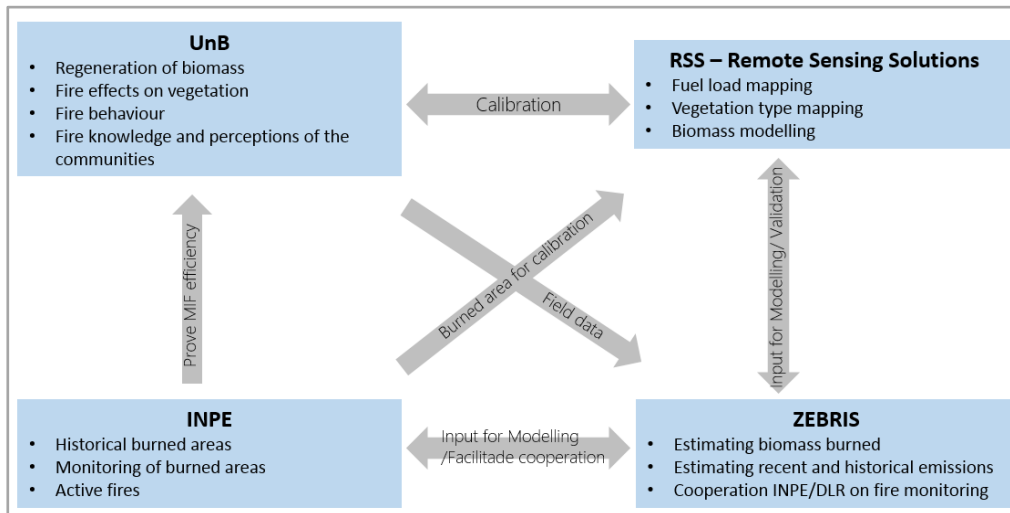 UnB
• Regeneration of biomass
• Fire effects on vegetation
• Fire behaviour
• Fire knowledge and perceptions of the
communities
Calibration
RSS – Remote Sensing Solutions
• Fuel load mapping
• Vegetation type mapping
• Biomass modelling
Prove MIF efficiency
Burned area for calibration
Field data
Input for Modelling/ Validation
INPE
• Historical burned areas
• Monitoring of burned areas
• Active fires
Input for Modelling
/Facilitade cooperation
ZEBRIS
• Estimating biomass burned
• Estimating recent and historical emissions
• Cooperation INPE/DLR on fire monitoring